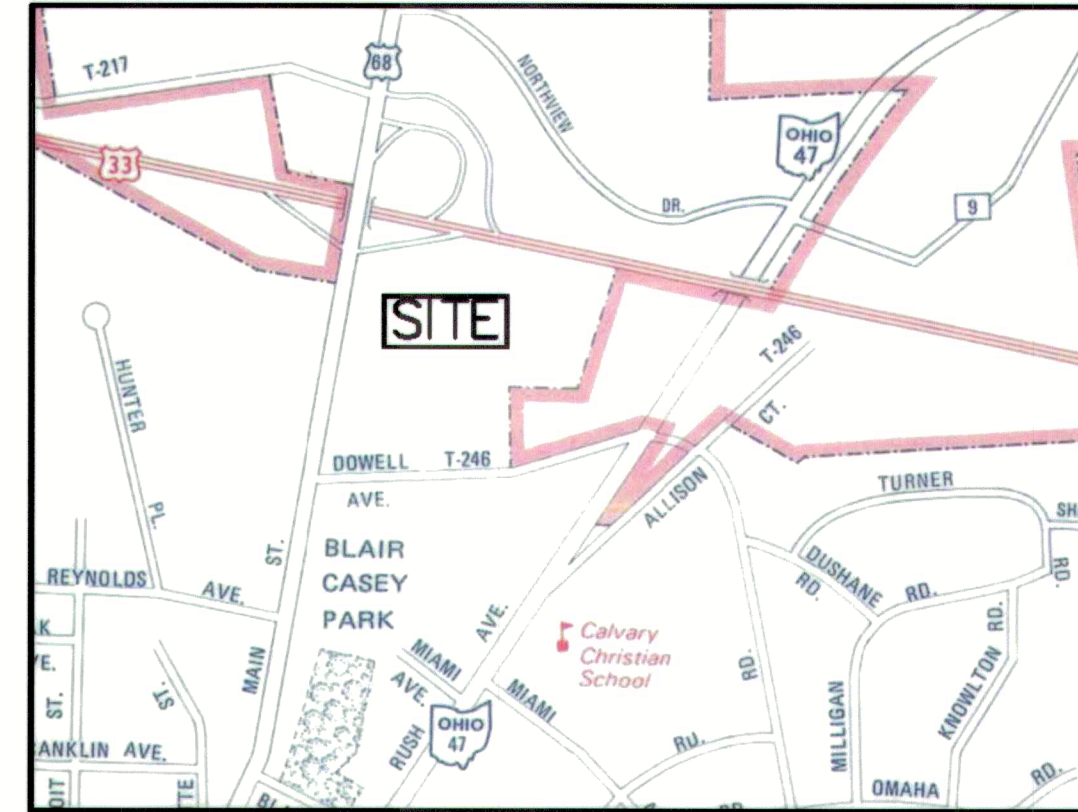 T-217
68
NORTHVIEW
DR.
OHIO
47
33
9
SITE
HUNTER
PL.
T-246
CT.
DOWELL T-246
AVE.
ALLISON
TURNER
DUSHANE
RD.
RD.
RD.
KNOWLTON RD.
MILLIGAN
OMAHA
RD.
RD.
BLAIR
CASEY
PARK
REYNOLDS
AVE.
MAIN
ST.
ST.
ST.
MIAMI
AVE.
MIAMI
RUSH
AVE.
OHIO
47
Calvary
Christian
School
AVE.